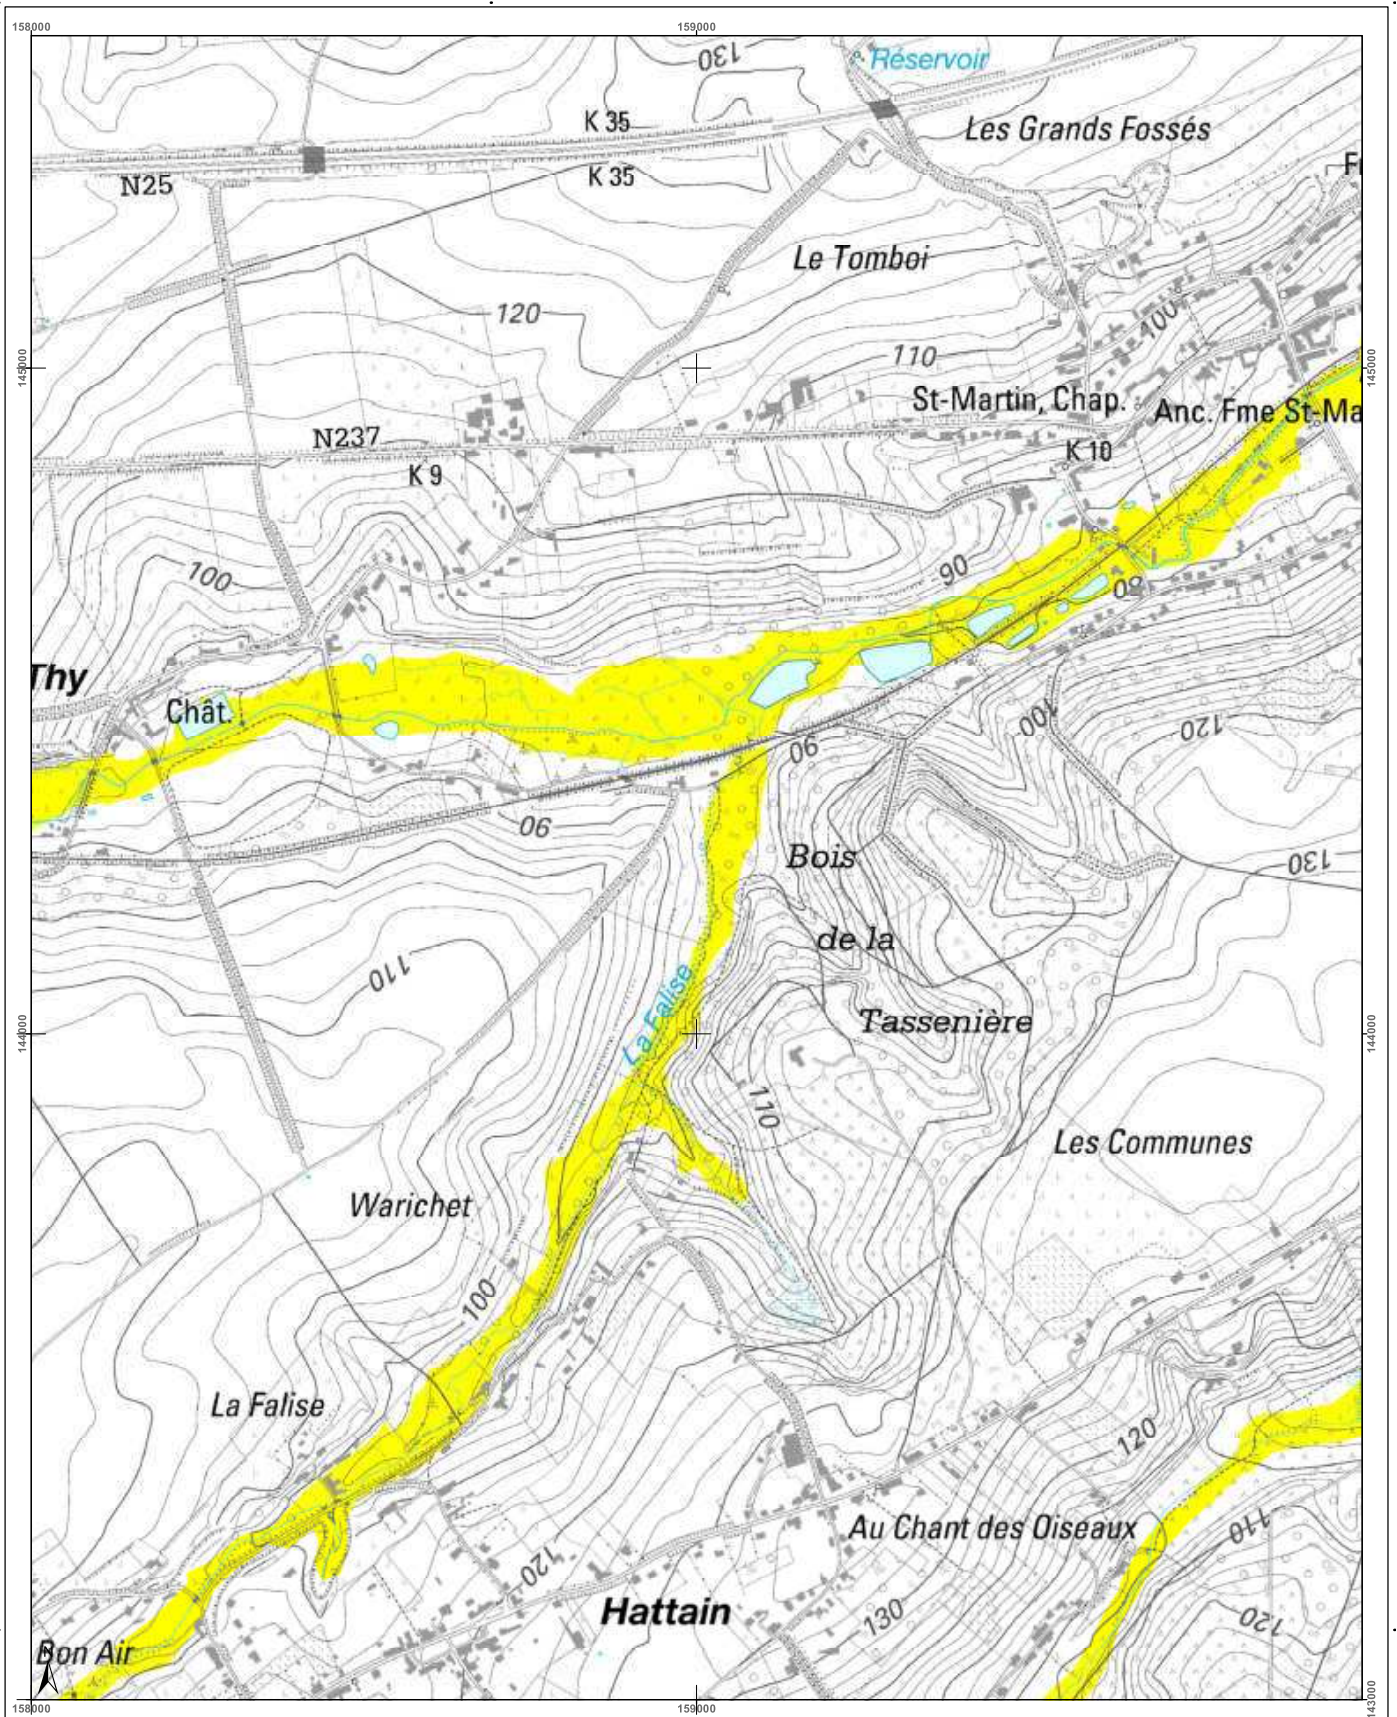 158000
159000
130
Réservoir
K 35
Les Grands Fossés
N25
K 35
Fr
Le Tomboi
120
100
110
145000
145000
St-Martin, Chap.
Anc. Fme St-Ma
N237
K 10
K 9
100
90
80
Thy
Chât.
100
120
90
90
Bois
130
de la
110
La Falise
Tassenière
144000
144000
110
Les Communes
Warichet
100
La Falise
120
Au Chant des Oiseaux
110
120
Hattain
130
120
Bon Air
N
158000
159000
143000